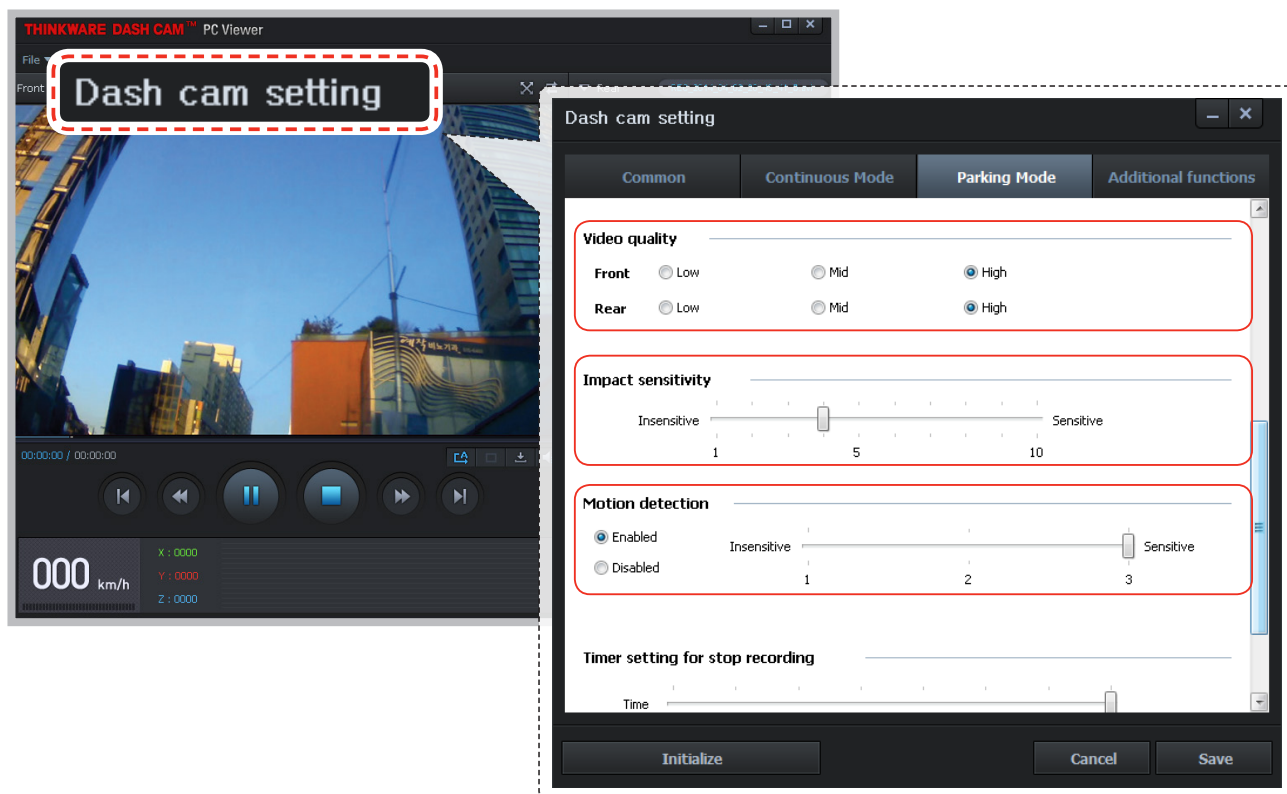 THINKWARE DASH CAM™ PC Viewer
File
Front
Dash cam setting
00:00:00 / 00:00:00
000 km/h
X : 0000
Y : 0000
Z : 0000
Dash cam setting
Common Continuous Mode Parking Mode Additional functions
Video quality
Front Low Mid High
Rear Low Mid High
Impact sensitivity
Insensitive Sensitive
1 5 10
Motion detection
Enabled
Insensitive Sensitive
Disabled
1 2 3
Timer setting for stop recording
Time
Initialize Cancel Save